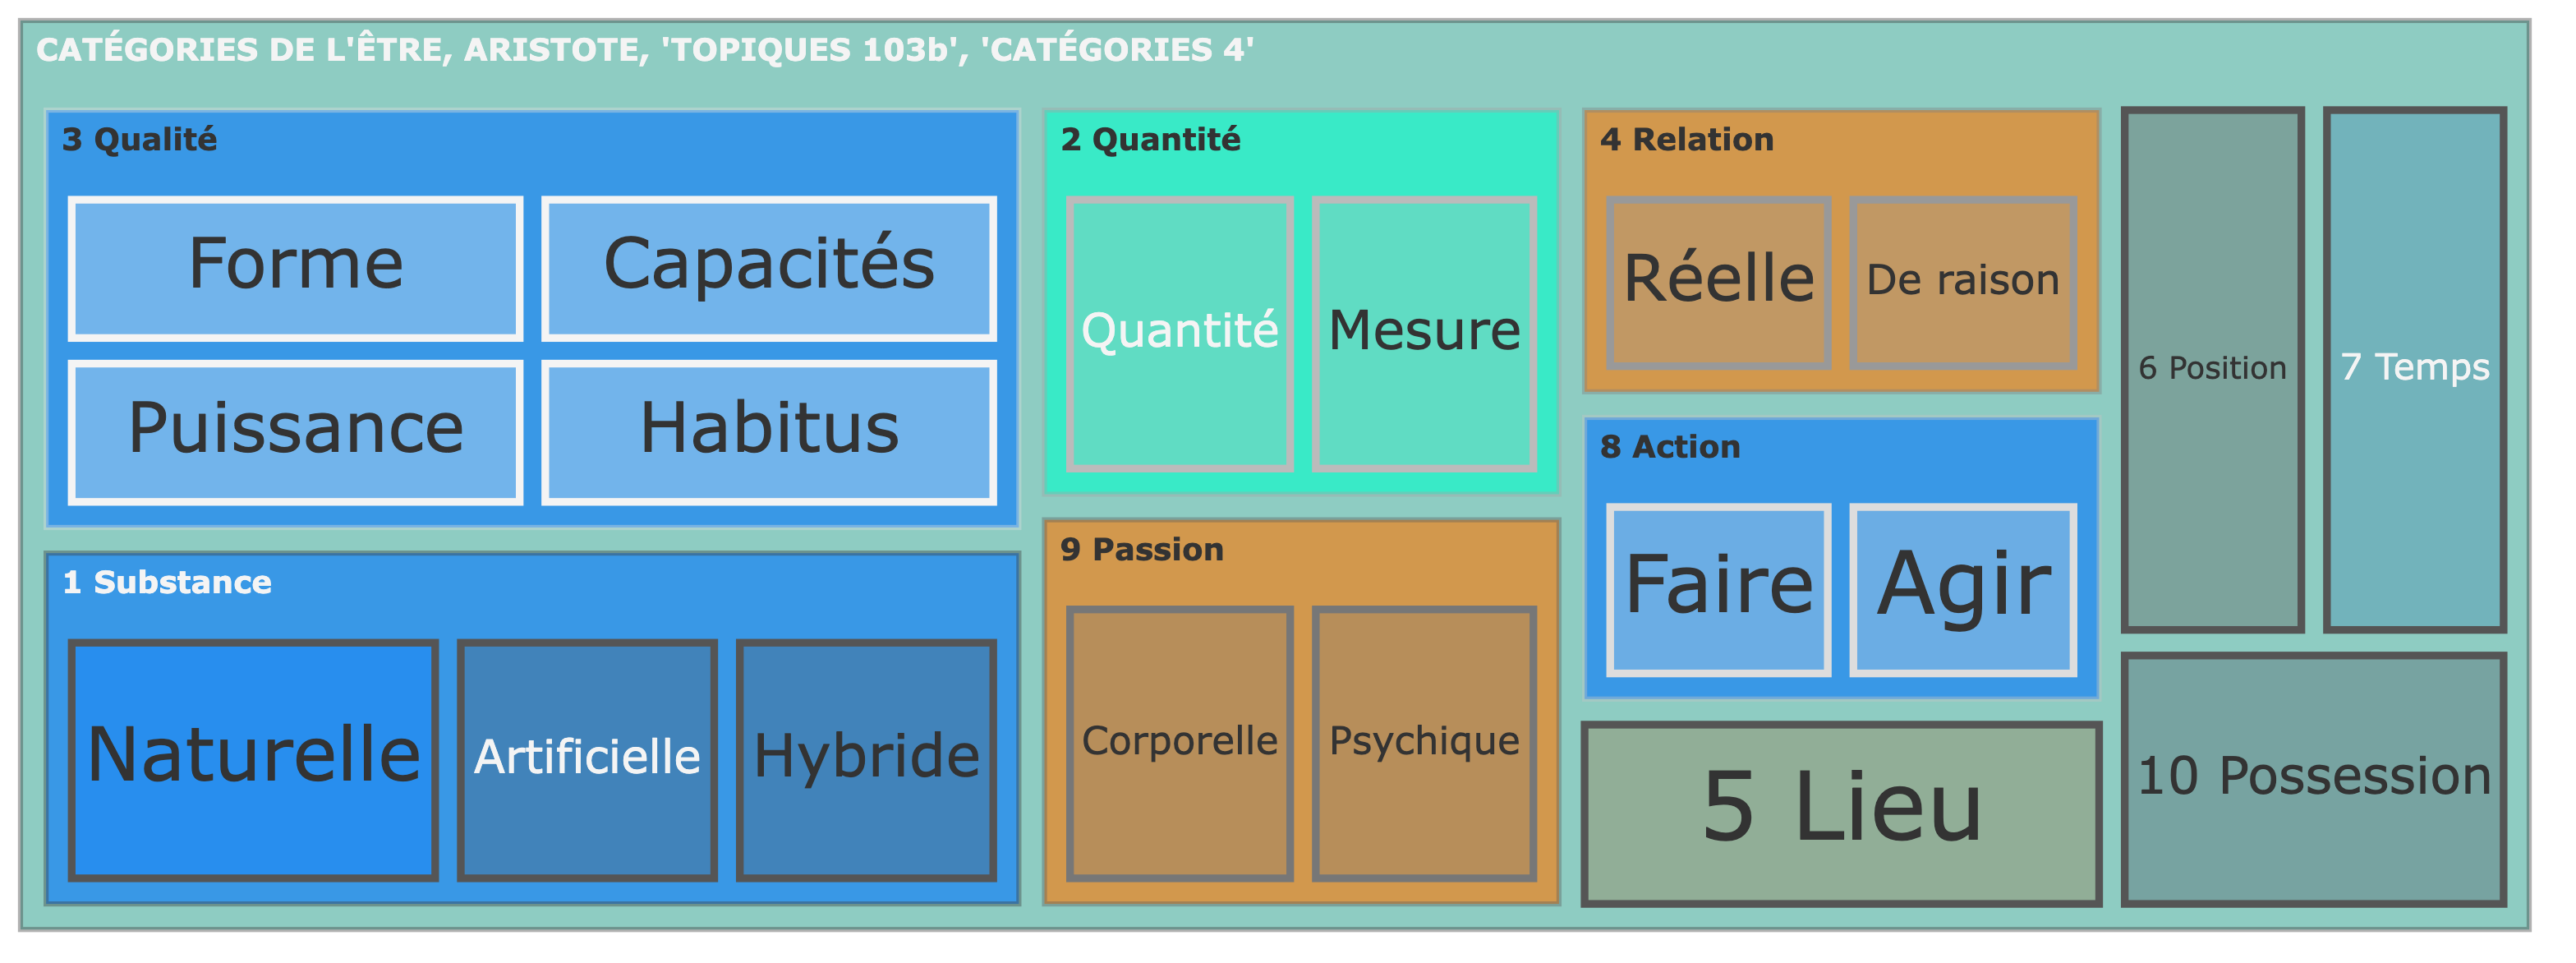 CATÉGORIES DE L'ÊTRE, ARISTOTE, 'TOPIQUES 103b', 'CATÉGORIES 4'
3 Qualité
Forme
Capacités
Puissance
Habitus
1 Substance
Naturelle
Artificielle
Hybride
2 Quantité
Quantité
Mesure
9 Passion
Corporelle
Psychique
4 Relation
Réelle
De raison
8 Action
Faire
Agir
5 Lieu
6 Position
7 Temps
10 Possession